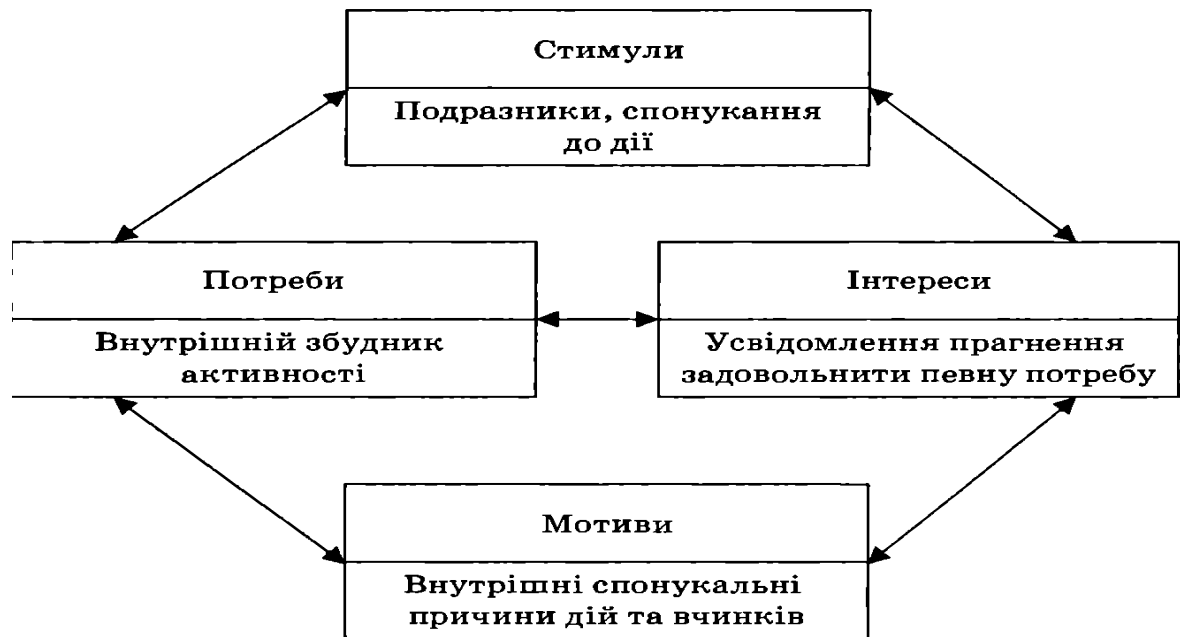 Стимули
Подразники, спонукання
до дії
Потреби
Внутрішній збудник
активності
Інтереси
Усвідомлення прагнення
задовольнити певну потребу
Мотиви
Внутрішні спонукальні
причини дій та вчинків